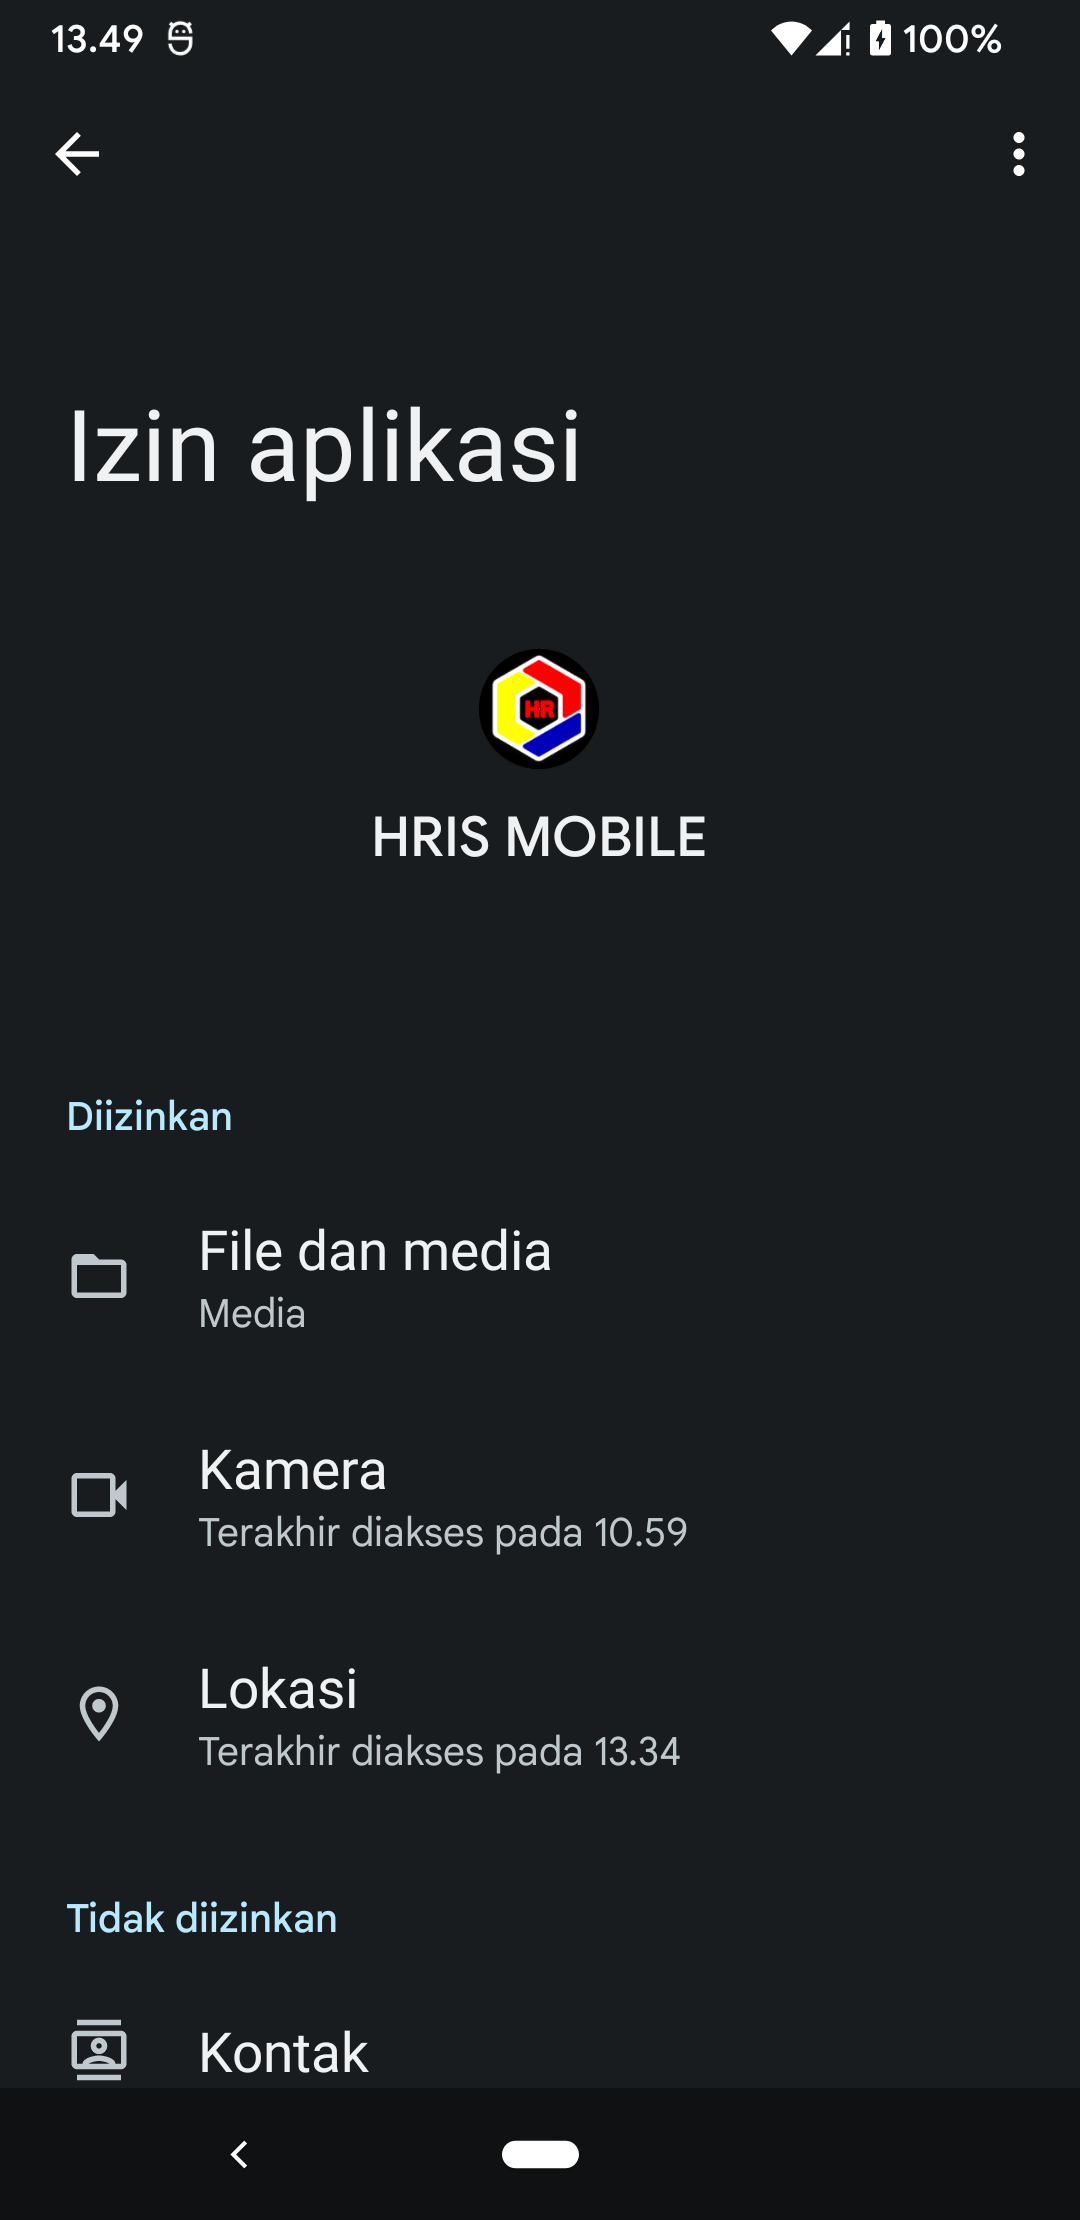 13.49 100%
Izin aplikasi
HR
HRIS MOBILE
Diizinkan
File dan media
Media
Kamera
Terakhir diakses pada 10.59
Lokasi
Terakhir diakses pada 13.34
Tidak diizinkan
Kontak